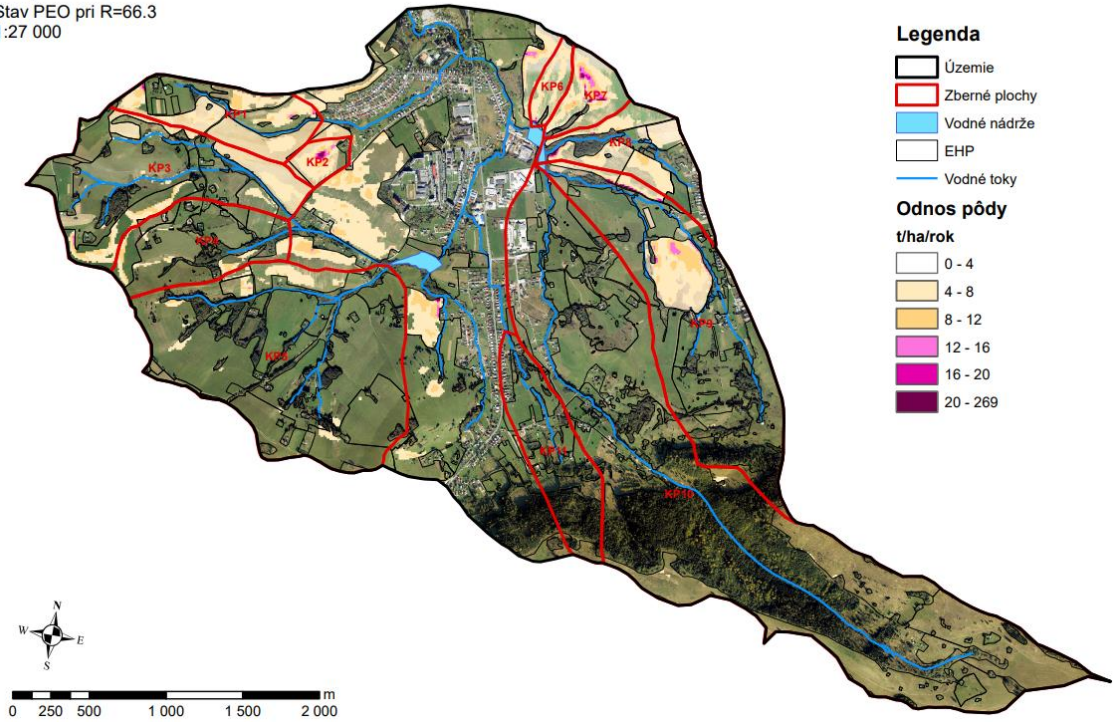 Stav PEO pri R=66.3
1:27 000
Legenda
Územie
Zberné plochy
Vodné nádrže
EHP
Vodné toky
Odnos pôdy
t/ha/rok
0 - 4
4 - 8
8 - 12
12 - 16
16 - 20
20 - 269
KP6
KP7
KP1
KP2
KP3
KP9
KP5
KP11
KP10
N
W
E
S
m
0 250 500 1 000 1 500 2 000